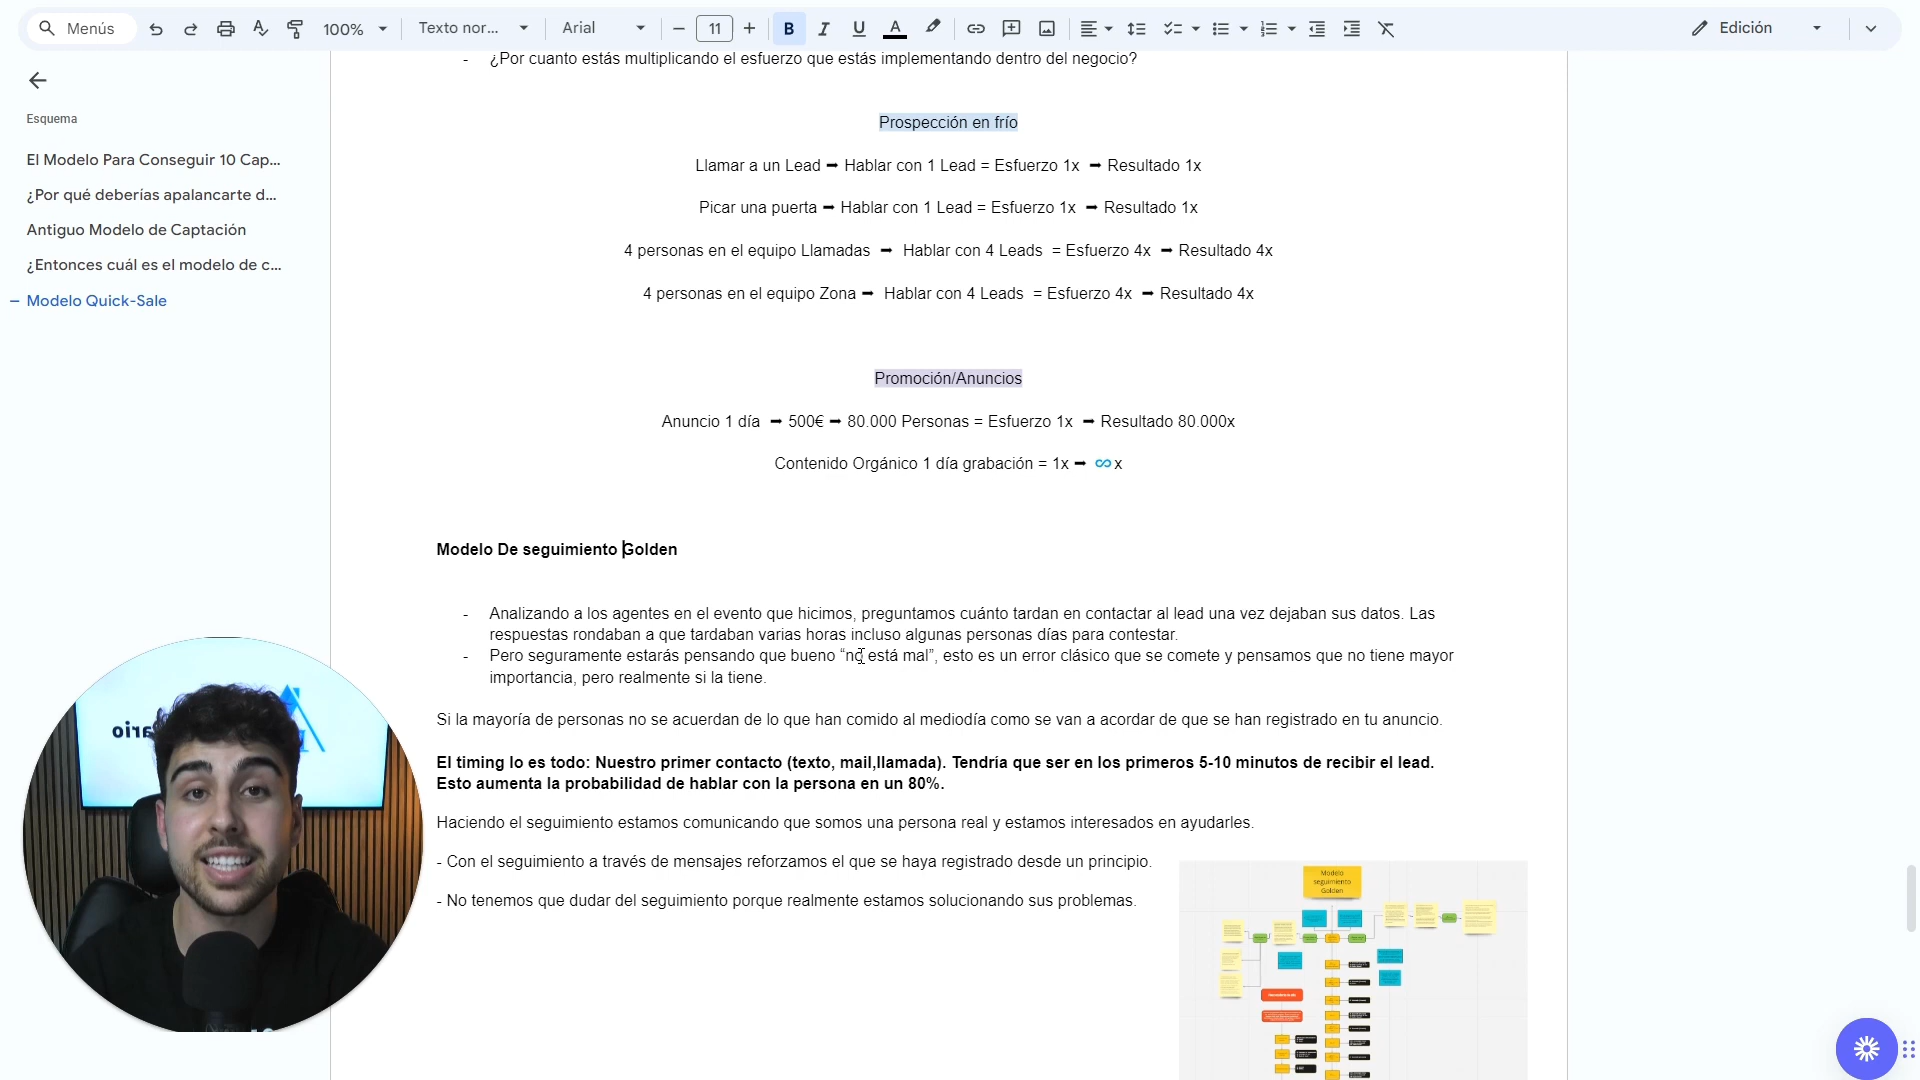 Menús
100%
Texto nor...
Arial
11
B
I
U
A
Edición
Esquema
El Modelo Para Conseguir 10 Cap...
¿Por qué deberías apalancarte d...
Antiguo Modelo de Captación
¿Entonces cuál es el modelo de c...
Modelo Quick-Sale
- ¿Por cuanto estás multiplicando el esfuerzo que estás implementando dentro del negocio?
Prospección en frío
Llamar a un Lead ➡ Hablar con 1 Lead = Esfuerzo 1x ➡ Resultado 1x
Picar una puerta ➡ Hablar con 1 Lead = Esfuerzo 1x ➡ Resultado 1x
4 personas en el equipo Llamadas ➡ Hablar con 4 Leads = Esfuerzo 4x ➡ Resultado 4x
4 personas en el equipo Zona ➡ Hablar con 4 Leads = Esfuerzo 4x ➡ Resultado 4x
Promoción/Anuncios
Anuncio 1 día ➡ 500€ ➡ 80.000 Personas = Esfuerzo 1x ➡ Resultado 80.000x
Contenido Orgánico 1 día grabación = 1x ➡ ∞ x
Modelo De seguimiento Golden
- Analizando a los agentes en el evento que hicimos, preguntamos cuánto tardan en contactar al lead una vez dejaban sus datos. Las
respuestas rondaban a que tardaban varias horas incluso algunas personas días para contestar.
- Pero seguramente estarás pensando que bueno “no está mal”, esto es un error clásico que se comete y pensamos que no tiene mayor
importancia, pero realmente si la tiene.
Si la mayoría de personas no se acuerdan de lo que han comido al mediodía como se van a acordar de que se han registrado en tu anuncio.
El timing lo es todo: Nuestro primer contacto (texto, mail,llamada). Tendría que ser en los primeros 5-10 minutos de recibir el lead.
Esto aumenta la probabilidad de hablar con la persona en un 80%.
Haciendo el seguimiento estamos comunicando que somos una persona real y estamos interesados en ayudarles.
- Con el seguimiento a través de mensajes reforzamos el que se haya registrado desde un principio.
- No tenemos que dudar del seguimiento porque realmente estamos solucionando sus problemas.
Modelo
seguimiento
Golden